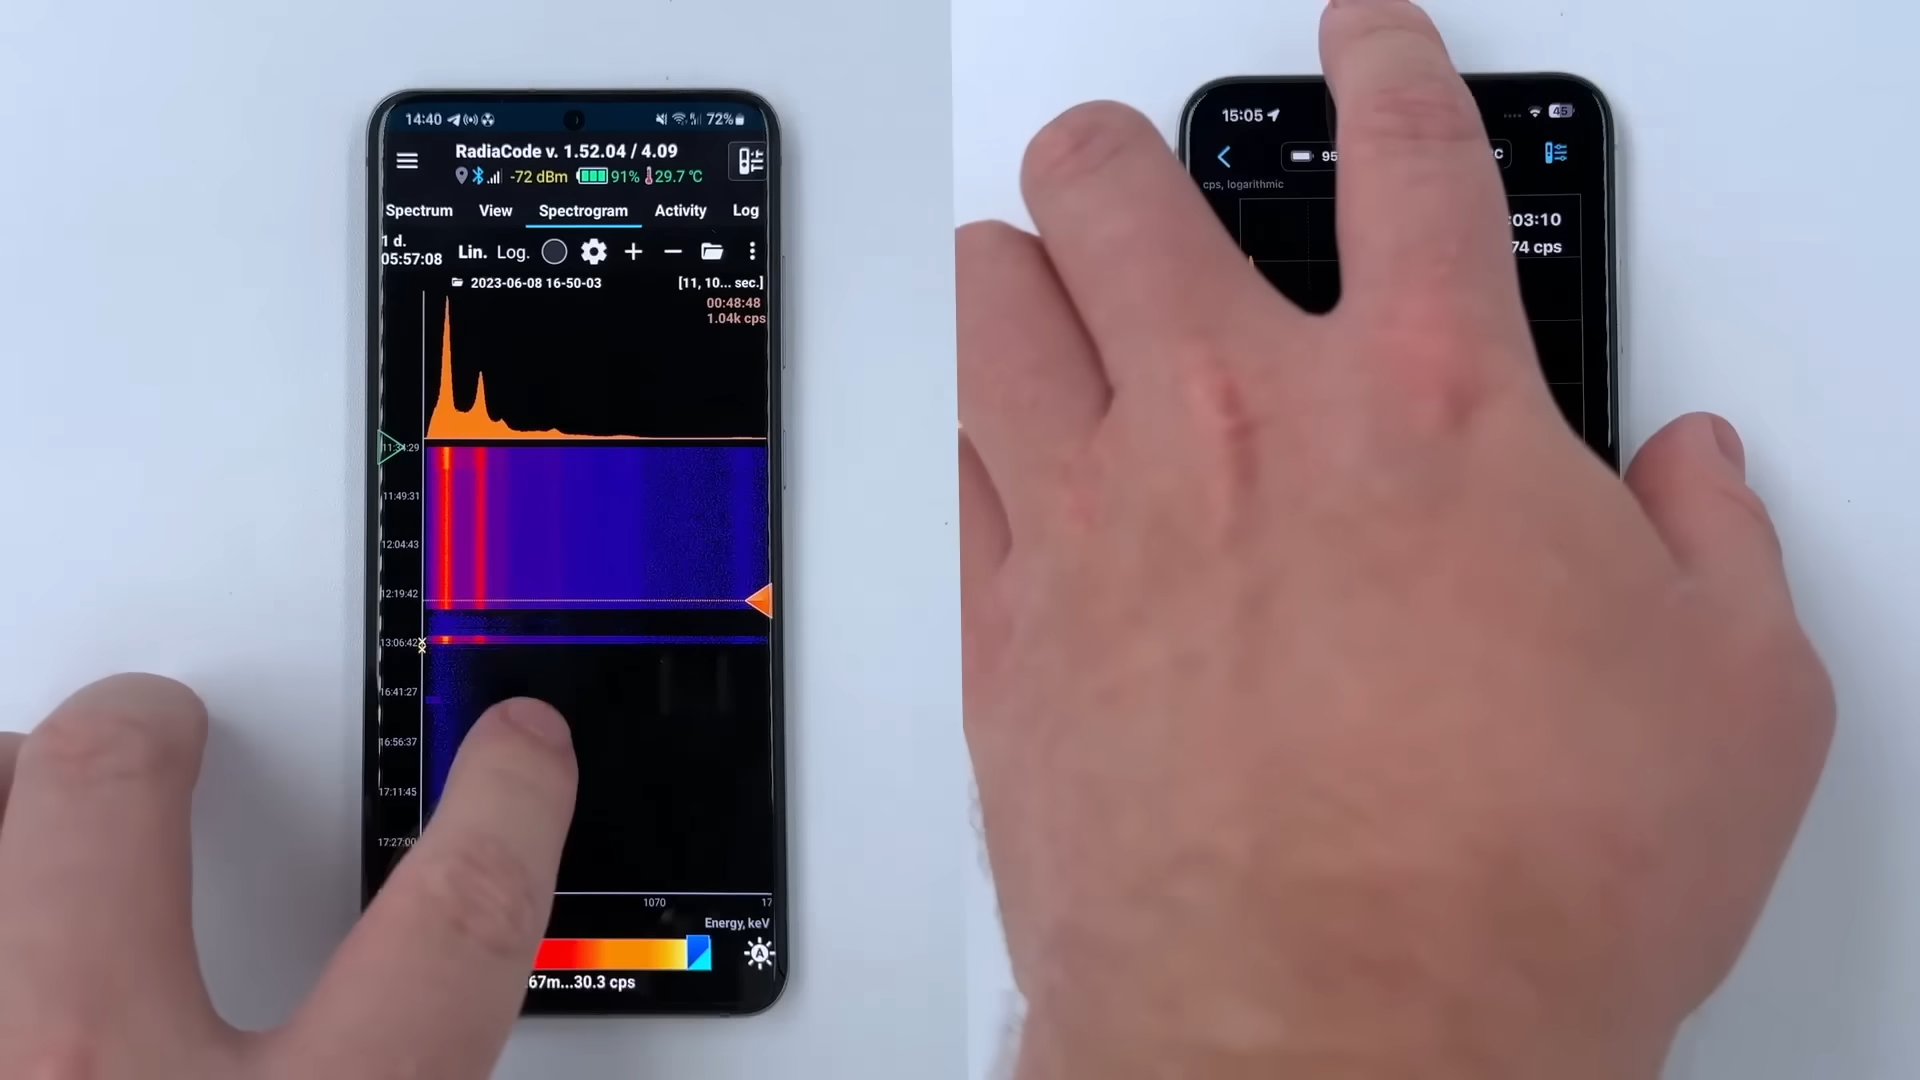 14:40
72%
RadiaCode v. 1.52.04 / 4.09
-72 dBm 91% 29.7 °C
Spectrum View Spectrogram Activity Log
1 d.
05:57:08
Lin. Log.
2023-06-08 16-50-03
[11, 10... sec.]
00:48:48
1.04k cps
11:34:29
11:49:31
12:04:43
12:19:42
13:06:42
16:41:27
16:56:37
17:11:45
17:27:00
1070
17
Energy, keV
A
67m...30.3 cps
15:05
45
95
C
cps, logarithmic
:03:10
74 cps